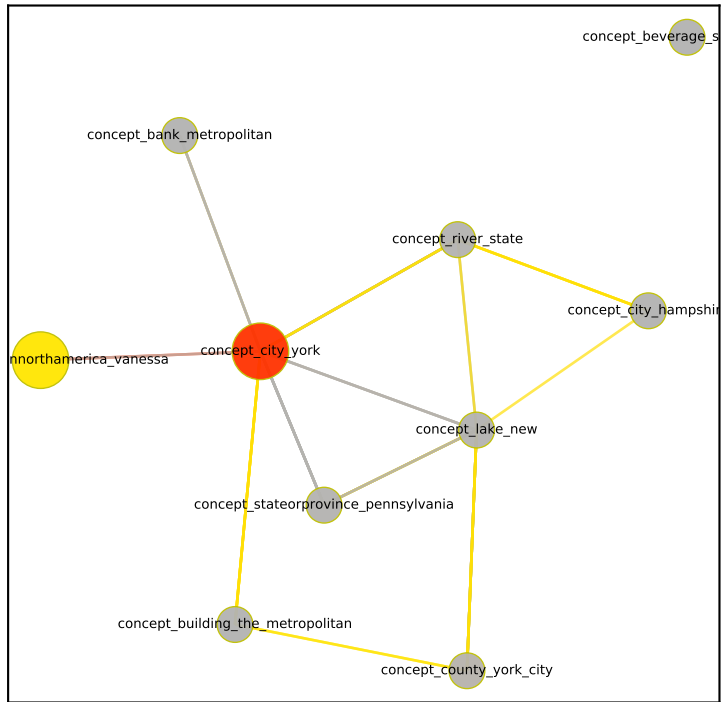 concept_beverage_s
concept_bank_metropolitan
concept_river_state
concept_city_hampshir
concept_city_york
nnorthamerica_vanessa
concept_lake_new
concept_stateorprovince_pennsylvania
concept_building_the_metropolitan
concept_county_york_city